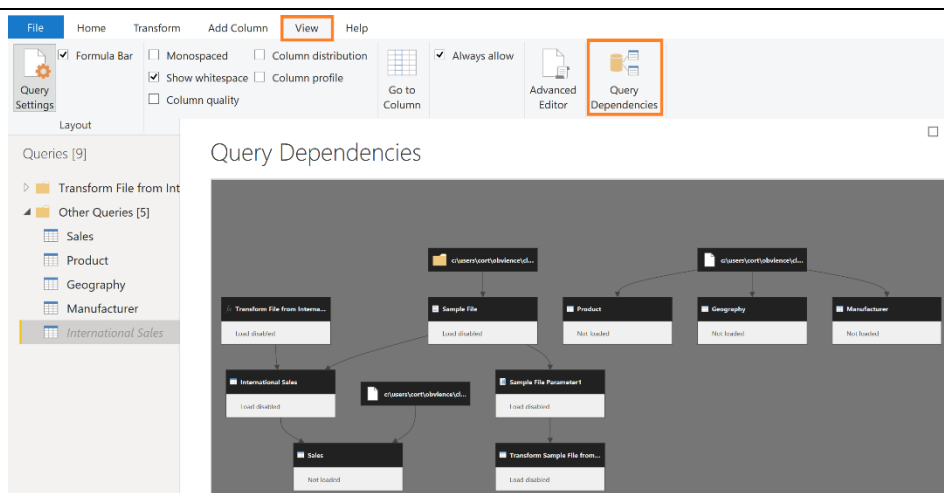 File Home Transform Add Column View Help
Formula Bar
Monospaced
Column distribution
Always allow
Show whitespace
Column profile
Column quality
Query
Settings
Go to
Column
Advanced
Editor
Query
Dependencies
Layout
Queries [9]
Query Dependencies
Transform File from Int
Other Queries [5]
Sales
Product
Geography
Manufacturer
International Sales
c:\users\cort\obvience\cl...
c:\users\cort\obvience\cl...
fx Transform File from Interna...
Load disabled
Sample File
Load disabled
Product
Not loaded
Geography
Not loaded
Manufacturer
Not loaded
International Sales
Load disabled
c:\users\cort\obvience\cl...
Sample File Parameter1
Load disabled
Sales
Not loaded
Transform Sample File from...
Load disabled